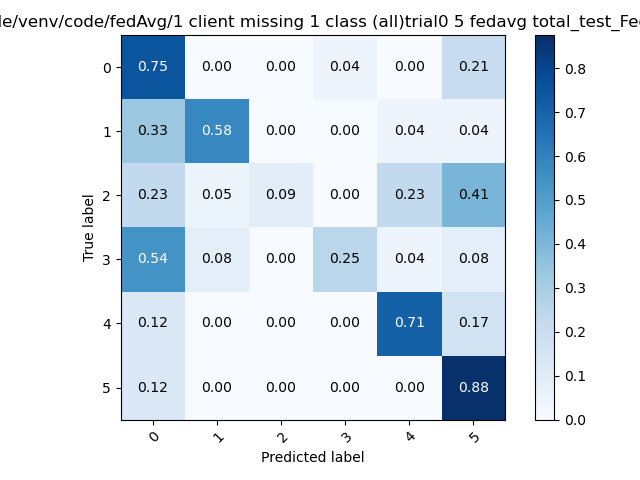 le/venv/code/fedAvg/1 client missing 1 class (all)trial0 5 fedavg total_test_Fe
0 0.75 0.00 0.00 0.04 0.00 0.21
1 0.33 0.58 0.00 0.00 0.04 0.04
2 0.23 0.05 0.09 0.00 0.23 0.41
3 0.54 0.08 0.00 0.25 0.04 0.08
4 0.12 0.00 0.00 0.00 0.71 0.17
5 0.12 0.00 0.00 0.00 0.00 0.88
True label
0 1 2 3 4 5
Predicted label
0.8
0.7
0.6
0.5
0.4
0.3
0.2
0.1
0.0